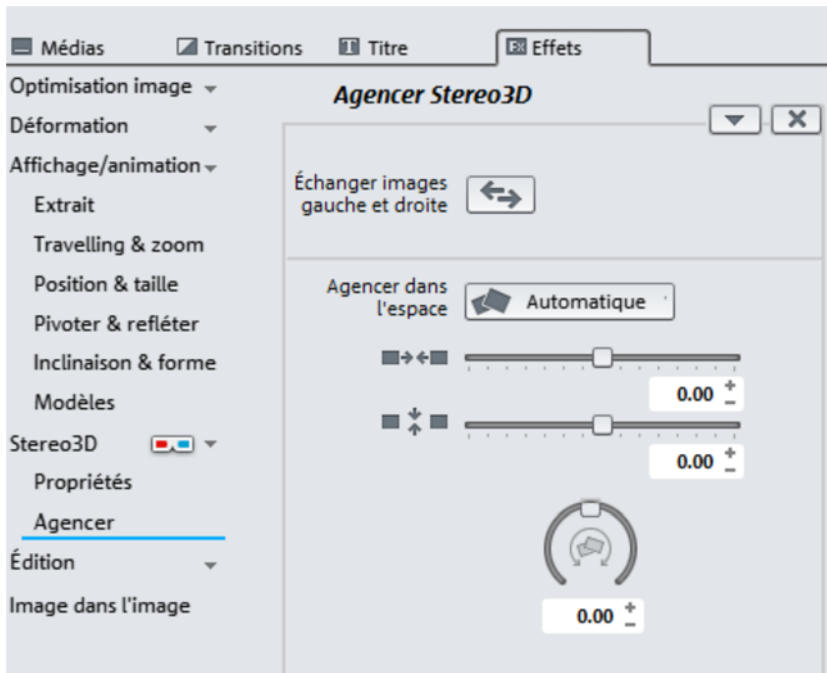 Médias
Transitions
Titre
Effets
Optimisation image
Déformation
Affichage/animation
Extrait
Travelling & zoom
Position & taille
Pivoter & refléter
Inclinaison & forme
Modèles
Stereo3D
Propriétés
Agencer
Édition
Image dans l'image
Agencer Stereo3D
Échanger images
gauche et droite
Agencer dans
l'espace
Automatique
0.00
0.00
0.00